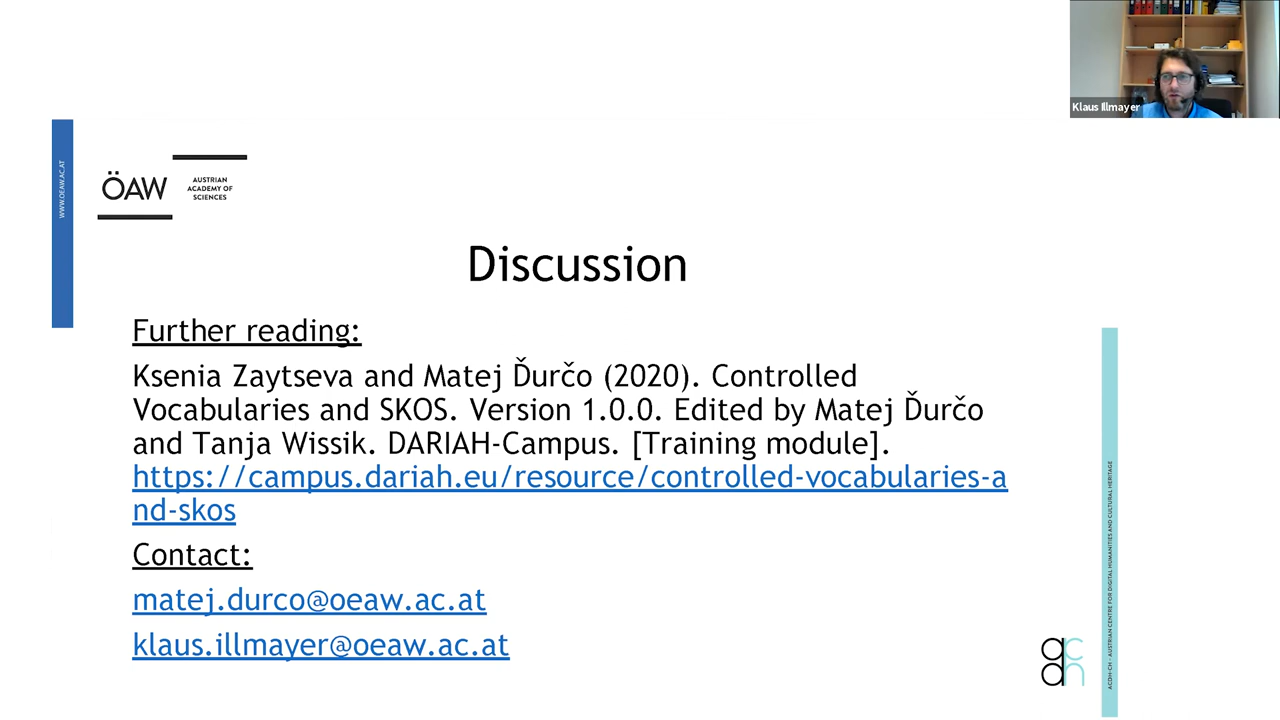 Klaus Illmayer
WWW.OEAW.AC.AT
ÖAW
AUSTRIAN
ACADEMY OF
SCIENCES
Discussion
Further reading:
Ksenia Zaytseva and Matej Ďurčo (2020). Controlled
Vocabularies and SKOS. Version 1.0.0. Edited by Matej Ďurčo
and Tanja Wissik. DARIAH-Campus. [Training module].
https://campus.dariah.eu/resource/controlled-vocabularies-a
nd-skos
Contact:
matej.durco@oeaw.ac.at
klaus.illmayer@oeaw.ac.at
ac
dh
ACDH-CH - AUSTRIAN CENTRE FOR DIGITAL HUMANITIES AND CULTURAL HERITAGE